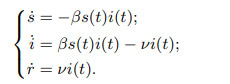 ṡ = −βs(t)i(t);
i̇ = βs(t)i(t) − νi(t);
ṙ = νi(t).